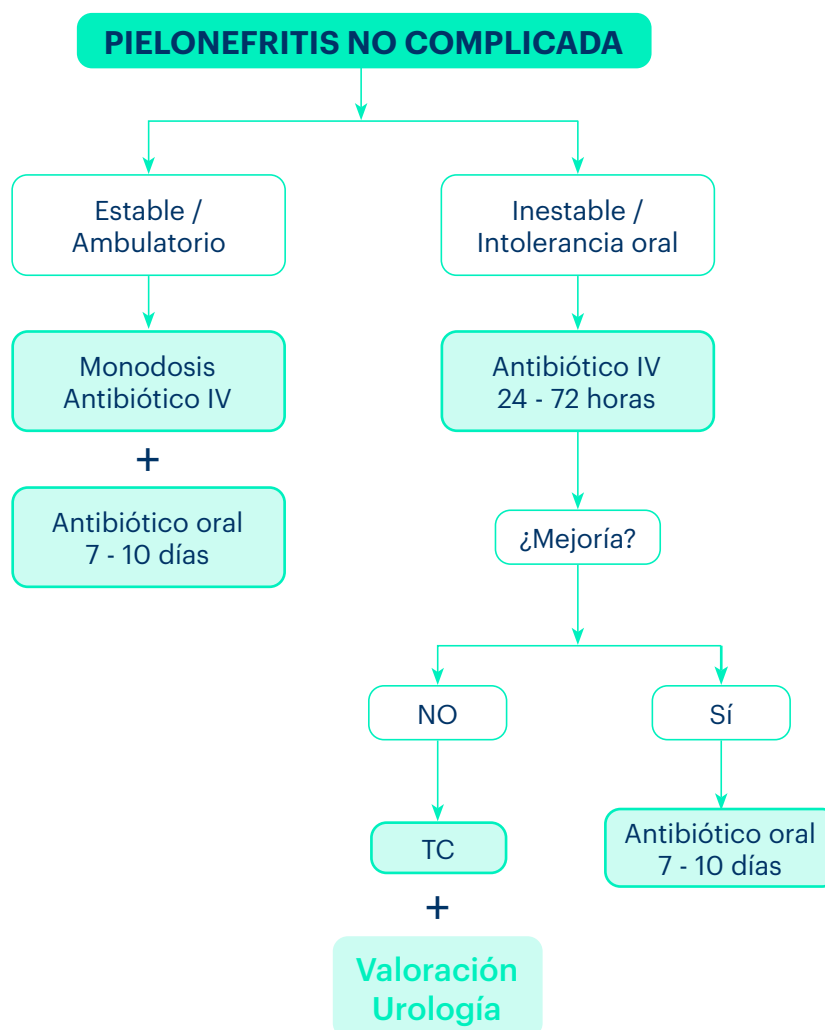 PIELONEFRITIS NO COMPLICADA
Estable /
Ambulatorio
Inestable /
Intolerancia oral
Monodosis
Antibiótico IV
Antibiótico IV
24 - 72 horas
+
Antibiótico oral
7 - 10 días
¿Mejoría?
NO
Sí
TC
Antibiótico oral
7 - 10 días
+
Valoración
Urología